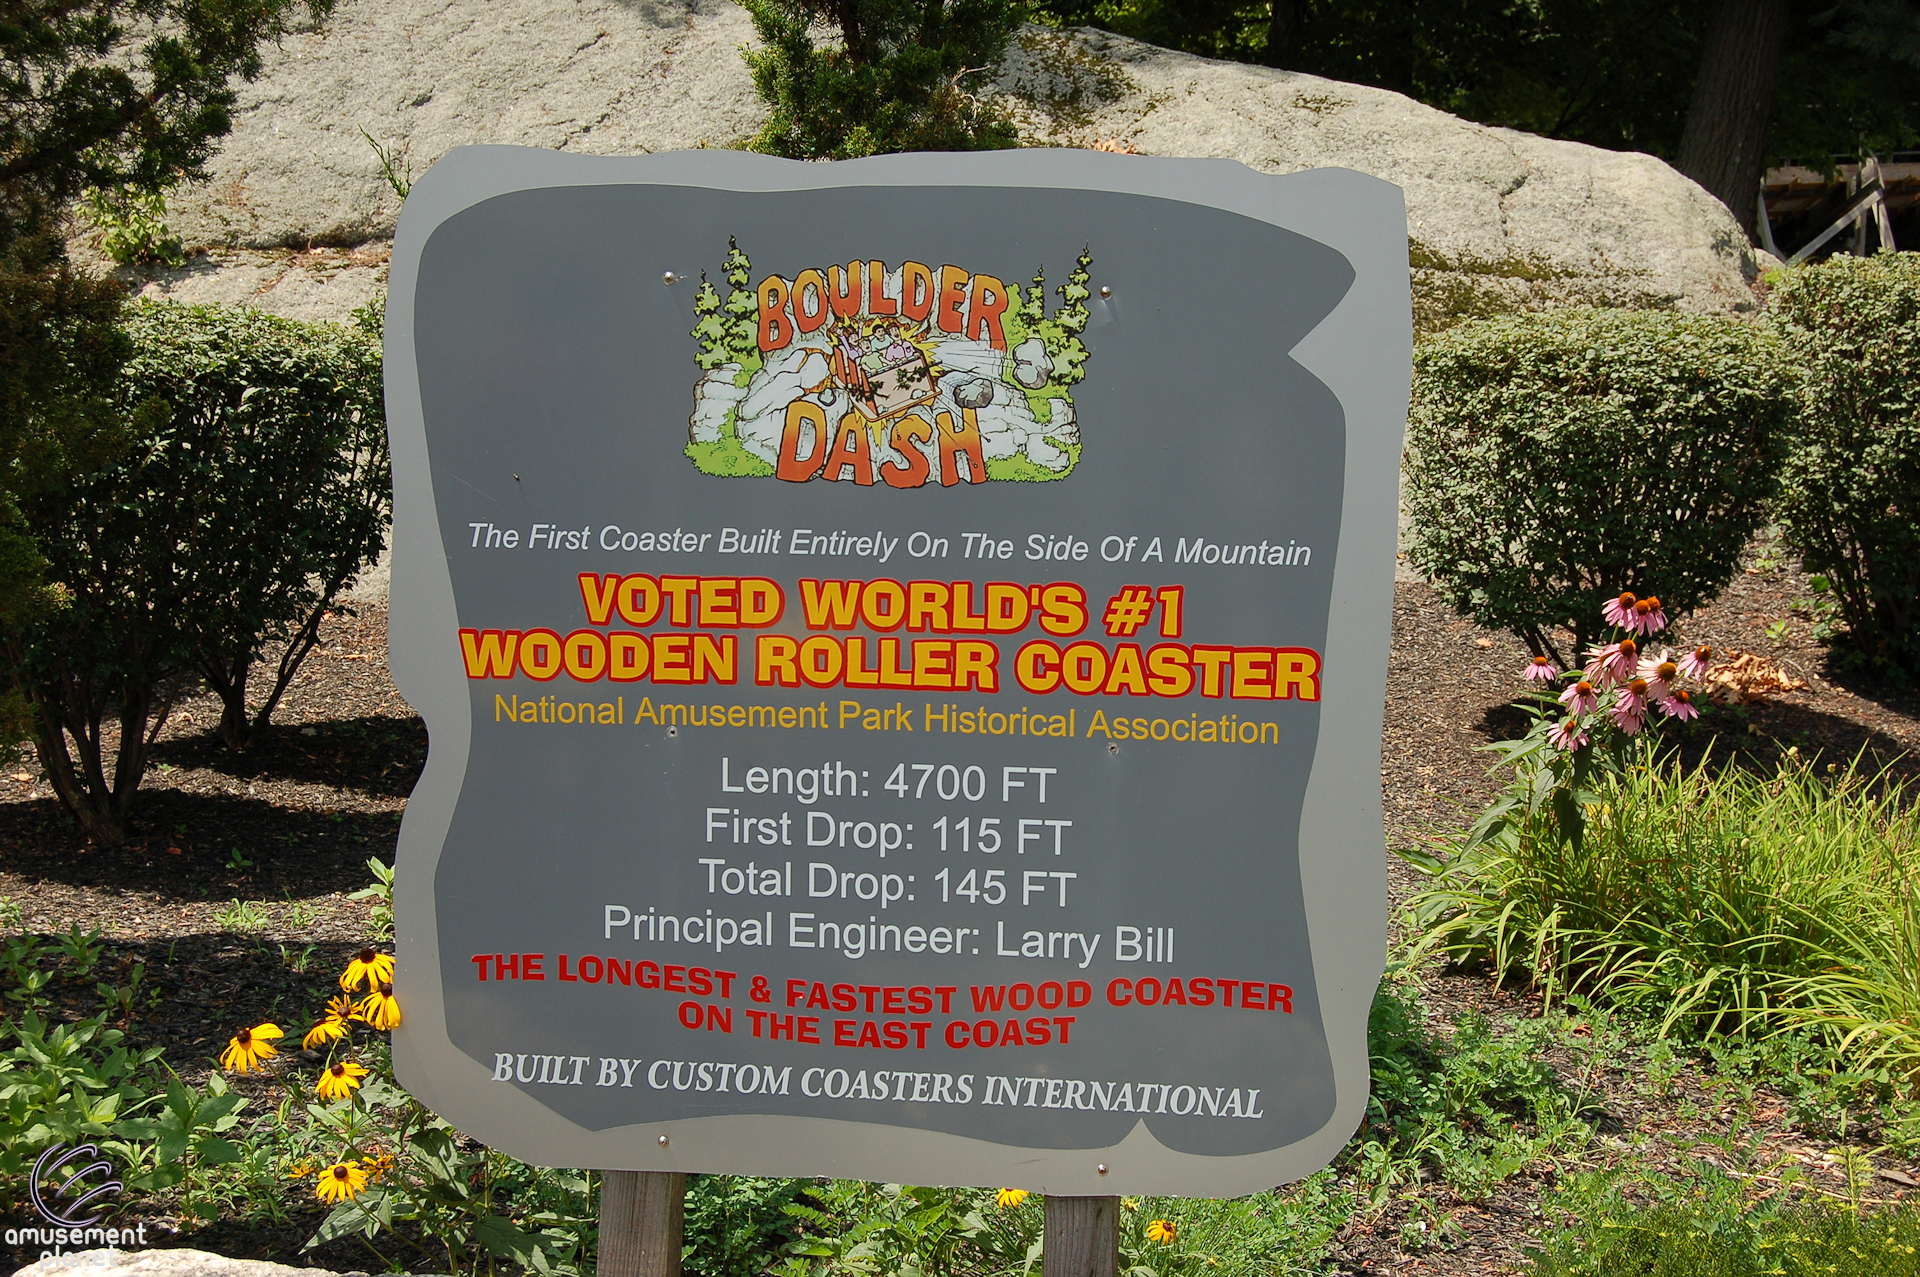 BOULDER
DASH
The First Coaster Built Entirely On The Side Of A Mountain
VOTED WORLD'S #1
WOODEN ROLLER COASTER
National Amusement Park Historical Association
Length: 4700 FT
First Drop: 115 FT
Total Drop: 145 FT
Principal Engineer: Larry Bill
THE LONGEST & FASTEST WOOD COASTER
ON THE EAST COAST
BUILT BY CUSTOM COASTERS INTERNATIONAL
amusement
planet